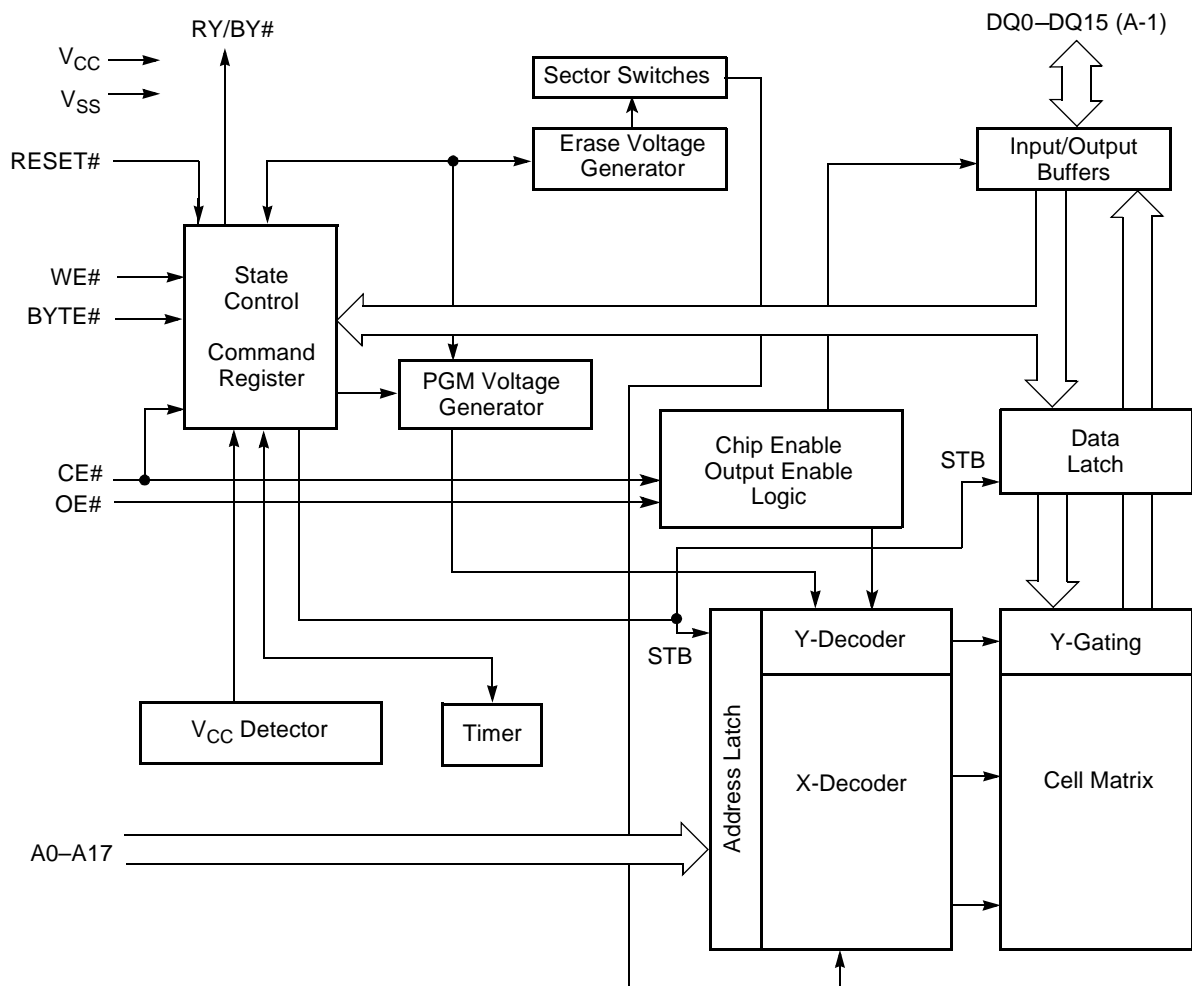 RY/BY#
DQ0–DQ15 (A-1)
VCC
VSS
Sector Switches
RESET#
Erase Voltage
Generator
Input/Output
Buffers
WE#
BYTE#
State
Control
Command
Register
PGM Voltage
Generator
Chip Enable
Output Enable
Logic
Data
Latch
STB
CE#
OE#
STB
Y-Decoder
Y-Gating
VCC Detector
Timer
Address Latch
X-Decoder
Cell Matrix
A0–A17